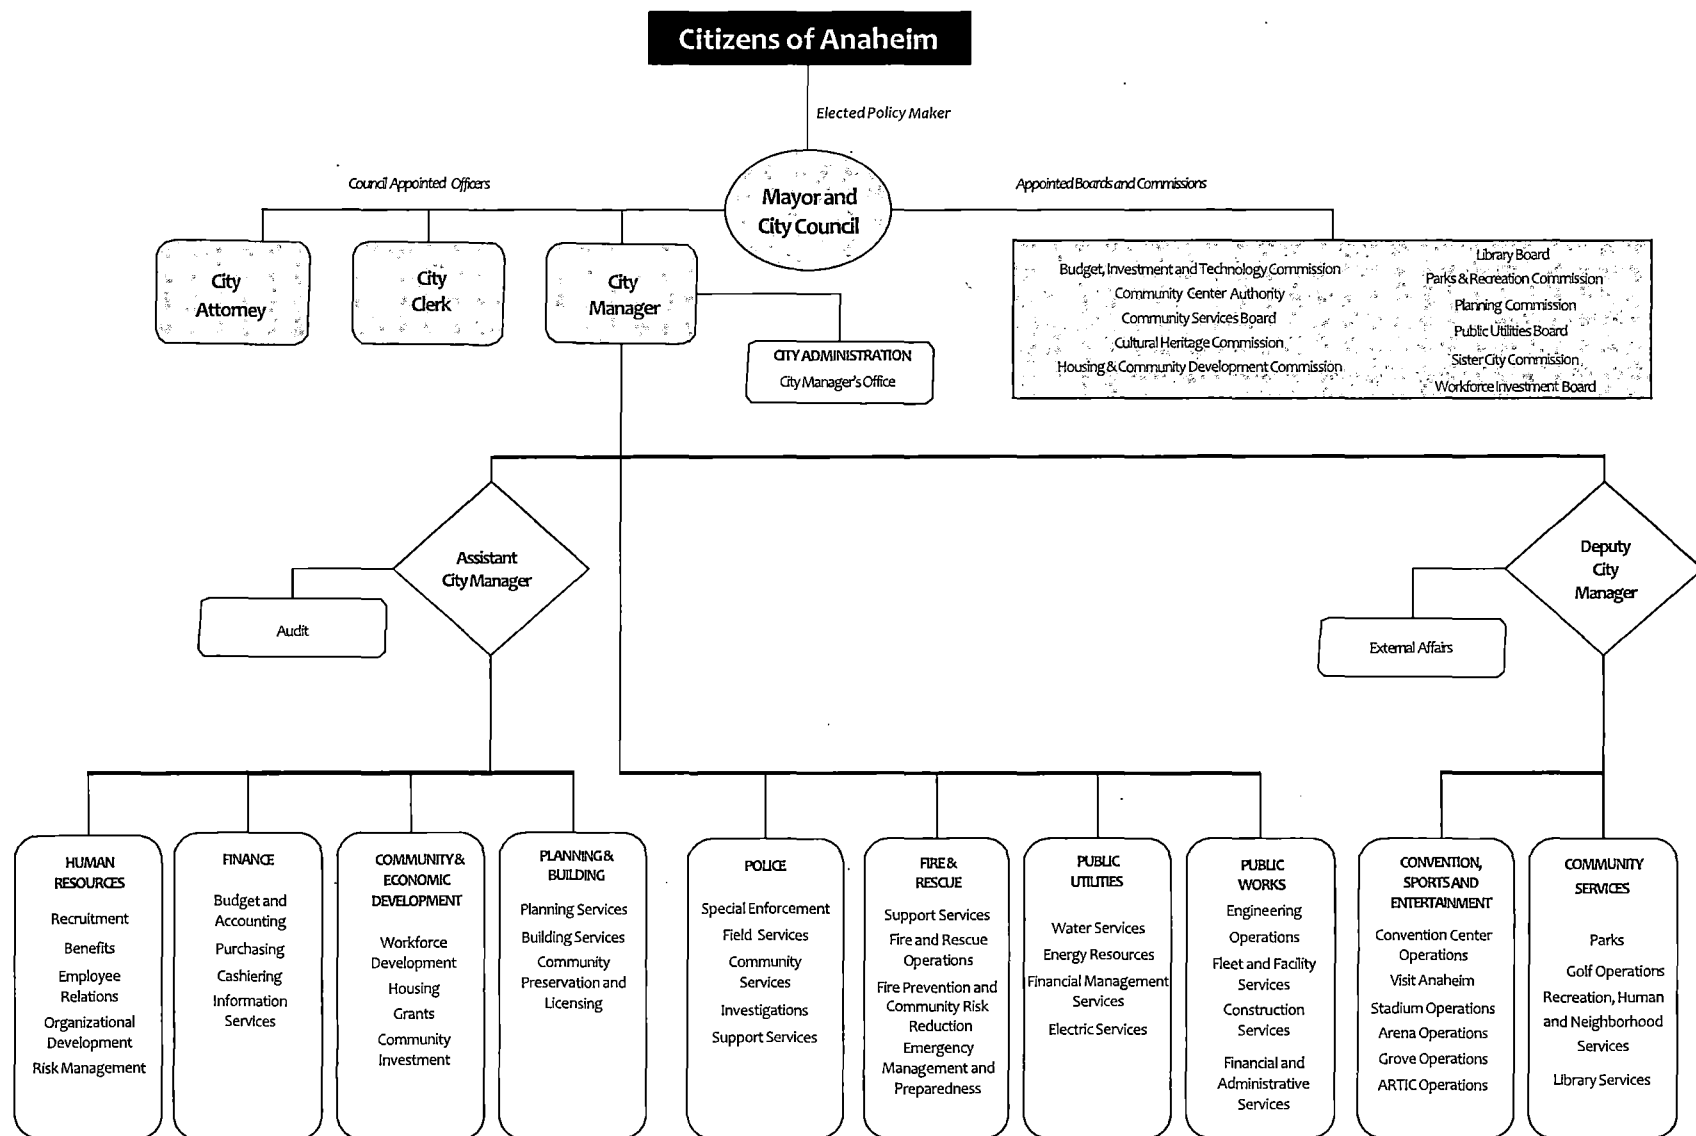 Citizens of Anaheim
Elected Policy Maker
Council Appointed Officers
Appointed Boards and Commissions
Mayor and
City Council
City
Attorney
City
Clerk
City
Manager
CITY ADMINISTRATION
City Manager's Office
Budget, Investment and Technology Commission
Community Center Authority
Community Services Board
Cultural Heritage Commission
Housing & Community Development Commission
Library Board
Parks & Recreation Commission
Planning Commission
Public Utilities Board
Sister City Commission
Workforce Investment Board
Assistant
City Manager
Audit
Deputy
City
Manager
External Affairs
HUMAN
RESOURCES
Recruitment
Benefits
Employee
Relations
Organizational
Development
Risk Management
FINANCE
Budget and
Accounting
Purchasing
Cashiering
Information
Services
COMMUNITY &
ECONOMIC
DEVELOPMENT
Workforce
Development
Housing
Grants
Community
Investment
PLANNING &
BUILDING
Planning Services
Building Services
Community
Preservation and
Licensing
POLICE
Special Enforcement
Field Services
Community
Services
Investigations
Support Services
FIRE &
RESCUE
Support Services
Fire and Rescue
Operations
Fire Prevention and
Community Risk
Reduction
Emergency
Management and
Preparedness
PUBLIC
UTILITIES
Water Services
Energy Resources
Financial Management
Services
Electric Services
PUBLIC
WORKS
Engineering
Operations
Fleet and Facility
Services
Construction
Services
Financial and
Administrative
Services
CONVENTION,
SPORTS AND
ENTERTAINMENT
Convention Center
Operations
Visit Anaheim
Stadium Operations
Arena Operations
Grove Operations
ARTIC Operations
COMMUNITY
SERVICES
Parks
Golf Operations
Recreation, Human
and Neighborhood
Services
Library Services